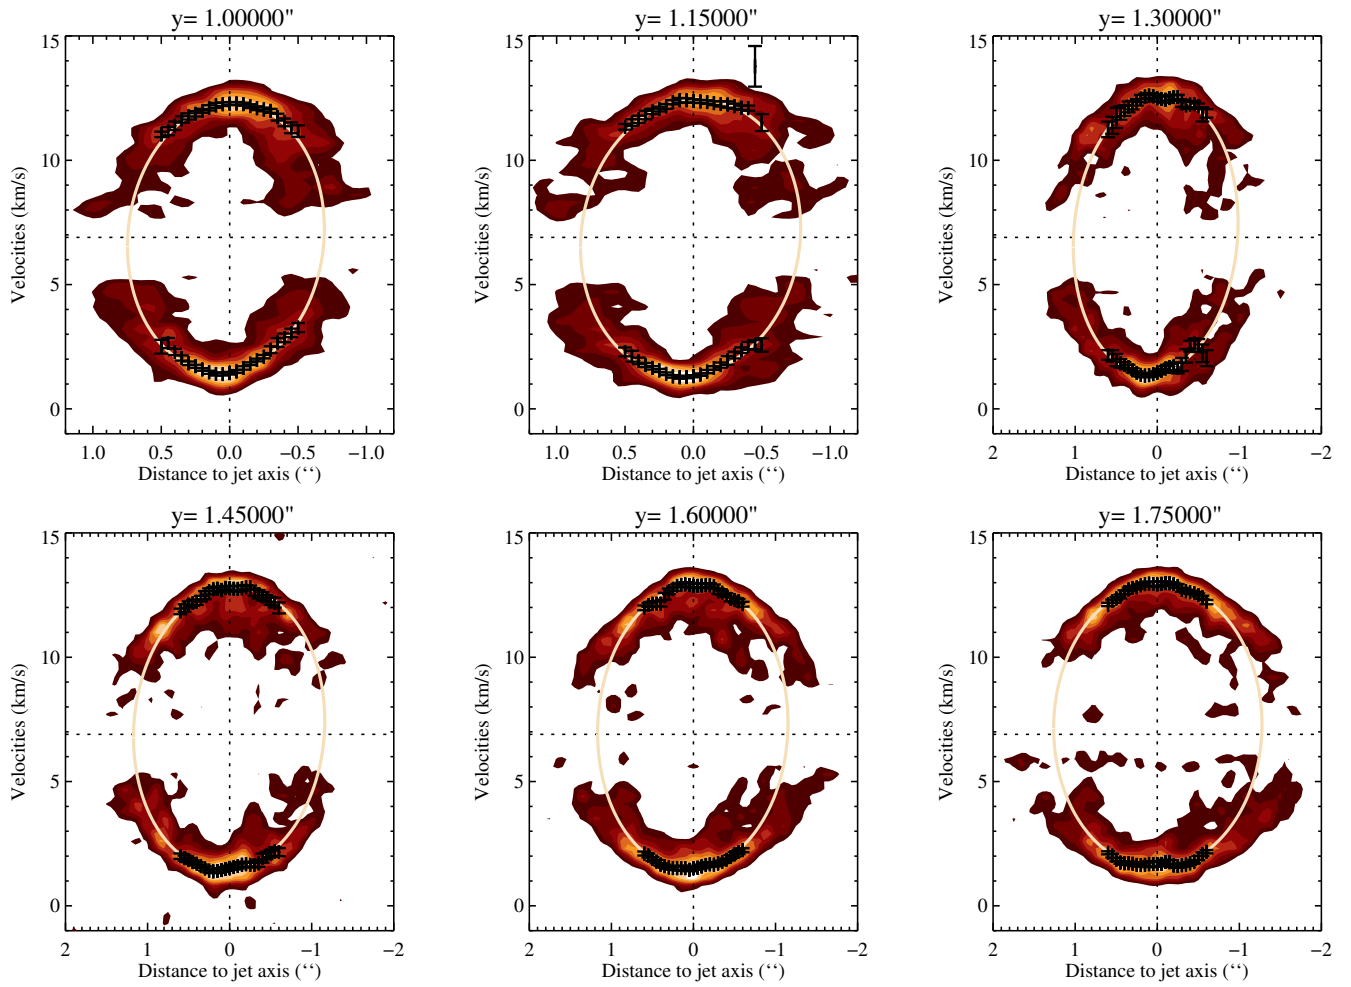 y= 1.00000" y= 1.15000" y= 1.30000"
15 15 15
10 10 10
5 5 5
0 0 0
Velocities (km/s) Velocities (km/s) Velocities (km/s)
1.0 0.5 0.0 −0.5 −1.0 1.0 0.5 0.0 −0.5 −1.0 2 1 0 −1 −2
Distance to jet axis (‘‘) Distance to jet axis (‘‘) Distance to jet axis (‘‘)
y= 1.45000" y= 1.60000" y= 1.75000"
15 15 15
10 10 10
5 5 5
0 0 0
Velocities (km/s) Velocities (km/s) Velocities (km/s)
2 1 0 −1 −2 2 1 0 −1 −2 2 1 0 −1 −2
Distance to jet axis (‘‘) Distance to jet axis (‘‘) Distance to jet axis (‘‘)